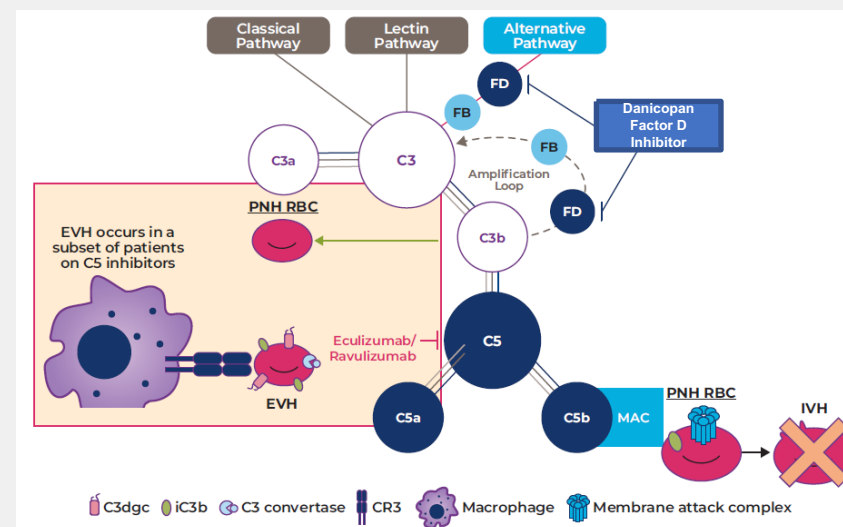 Classical
Pathway
Lectin
Pathway
Alternative
Pathway
FD
FB
Danicopan
Factor D
Inhibitor
C3a
C3
FB
Amplification
Loop
FD
PNH RBC
C3b
EVH occurs in a
subset of patients
on C5 inhibitors
Eculizumab/
Ravulizumab
C5
EVH
C5a
C5b
MAC
PNH RBC
IVH
C3dgc
iC3b
C3 convertase
CR3
Macrophage
Membrane attack complex